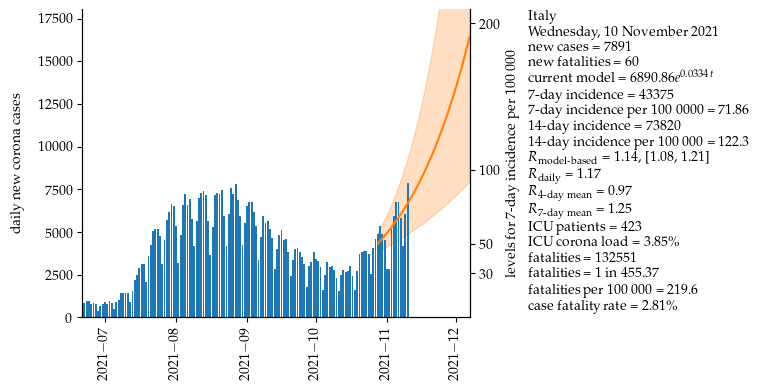 17500
15000
12500
10000
7500
5000
2500
0
daily new corona cases
2021−07
2021−08
2021−09
2021−10
2021−11
2021−12
200
100
50
30
levels for 7-day incidence per 100 000
Italy
Wednesday, 10 November 2021
new cases = 7891
new fatalities = 60
current model = 6890.86e^0.0334 t
7-day incidence = 43375
7-day incidence per 100 0000 = 71.86
14-day incidence = 73820
14-day incidence per 100 000 = 122.3
R model-based = 1.14, [1.08, 1.21]
R daily = 1.17
R 4-day mean = 0.97
R 7-day mean = 1.25
ICU patients = 423
ICU corona load = 3.85%
fatalities = 132551
fatalities = 1 in 455.37
fatalities per 100 000 = 219.6
case fatality rate = 2.81%